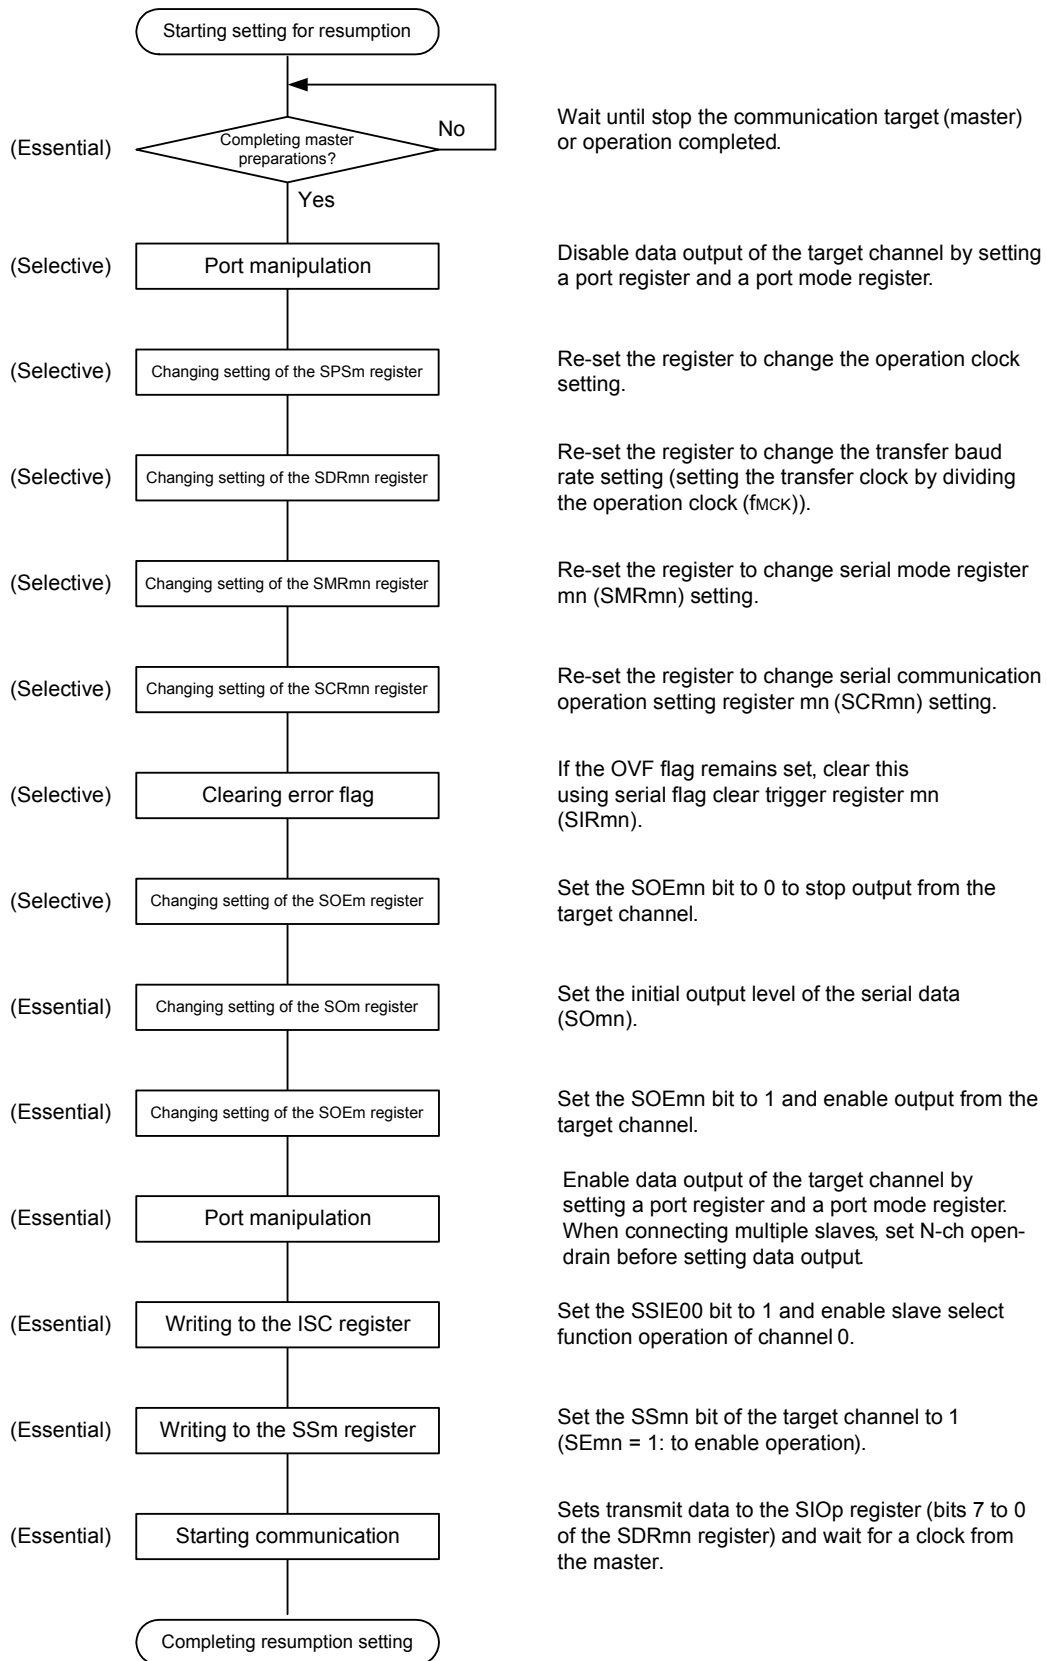 Starting setting for resumption
(Essential)
Completing master
preparations?
No
Yes
Wait until stop the communication target (master)
or operation completed.
(Selective)
Port manipulation
Disable data output of the target channel by setting
a port register and a port mode register.
(Selective)
Changing setting of the SPSm register
Re-set the register to change the operation clock
setting.
(Selective)
Changing setting of the SDRmn register
Re-set the register to change the transfer baud
rate setting (setting the transfer clock by dividing
the operation clock (fMCK)).
(Selective)
Changing setting of the SMRmn register
Re-set the register to change serial mode register
mn (SMRmn) setting.
(Selective)
Changing setting of the SCRmn register
Re-set the register to change serial communication
operation setting register mn (SCRmn) setting.
(Selective)
Clearing error flag
If the OVF flag remains set, clear this
using serial flag clear trigger register mn
(SIRmn).
(Selective)
Changing setting of the SOEm register
Set the SOEmn bit to 0 to stop output from the
target channel.
(Essential)
Changing setting of the SOm register
Set the initial output level of the serial data
(SOmn).
(Essential)
Changing setting of the SOEm register
Set the SOEmn bit to 1 and enable output from the
target channel.
(Essential)
Port manipulation
Enable data output of the target channel by
setting a port register and a port mode register.
When connecting multiple slaves, set N-ch open-
drain before setting data output.
(Essential)
Writing to the ISC register
Set the SSIE00 bit to 1 and enable slave select
function operation of channel 0.
(Essential)
Writing to the SSm register
Set the SSmn bit of the target channel to 1
(SEmn = 1: to enable operation).
(Essential)
Starting communication
Sets transmit data to the SIOp register (bits 7 to 0
of the SDRmn register) and wait for a clock from
the master.
Completing resumption setting